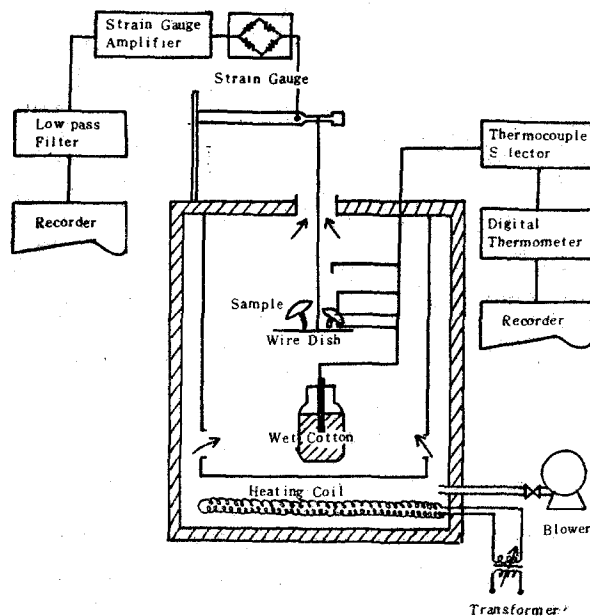 Strain Gauge
Amplifier
Strain Gauge
Low pass
Filter
Recorder
Thermocouple
S lector
Digital
Thermometer
Recorder
Sample
Wire Dish
Wet Cotton
Heating Coil
Blower
Transformer